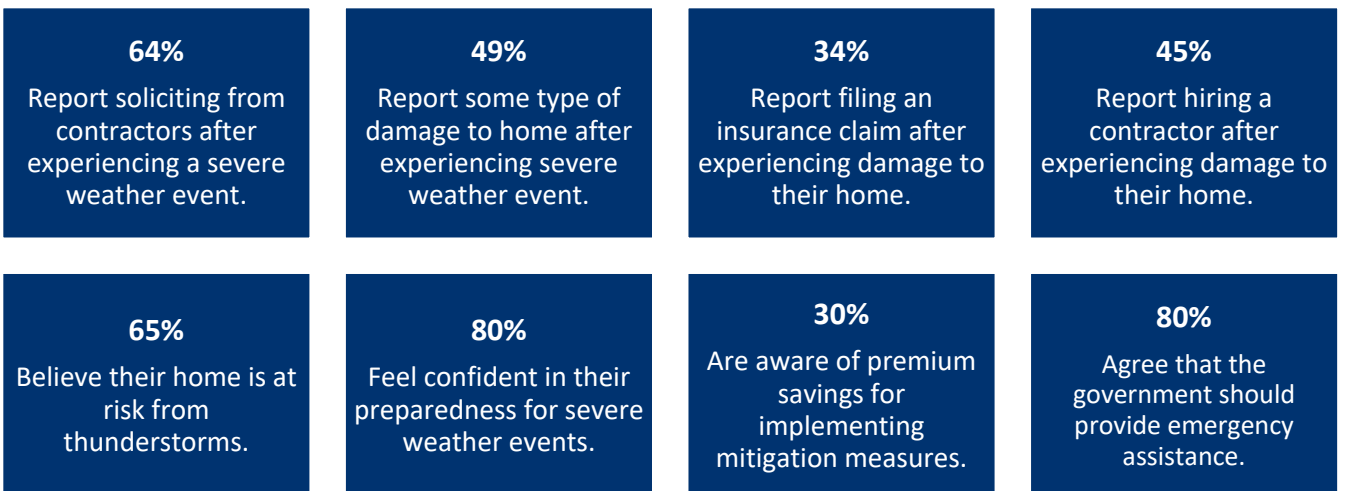 64%
Report soliciting from
contractors after
experiencing a severe
weather event.
49%
Report some type of
damage to home after
experiencing severe
weather event.
34%
Report filing an
insurance claim after
experiencing damage to
their home.
45%
Report hiring a
contractor after
experiencing damage to
their home.
65%
Believe their home is at
risk from
thunderstorms.
80%
Feel confident in their
preparedness for severe
weather events.
30%
Are aware of premium
savings for
implementing
mitigation measures.
80%
Agree that the
government should
provide emergency
assistance.